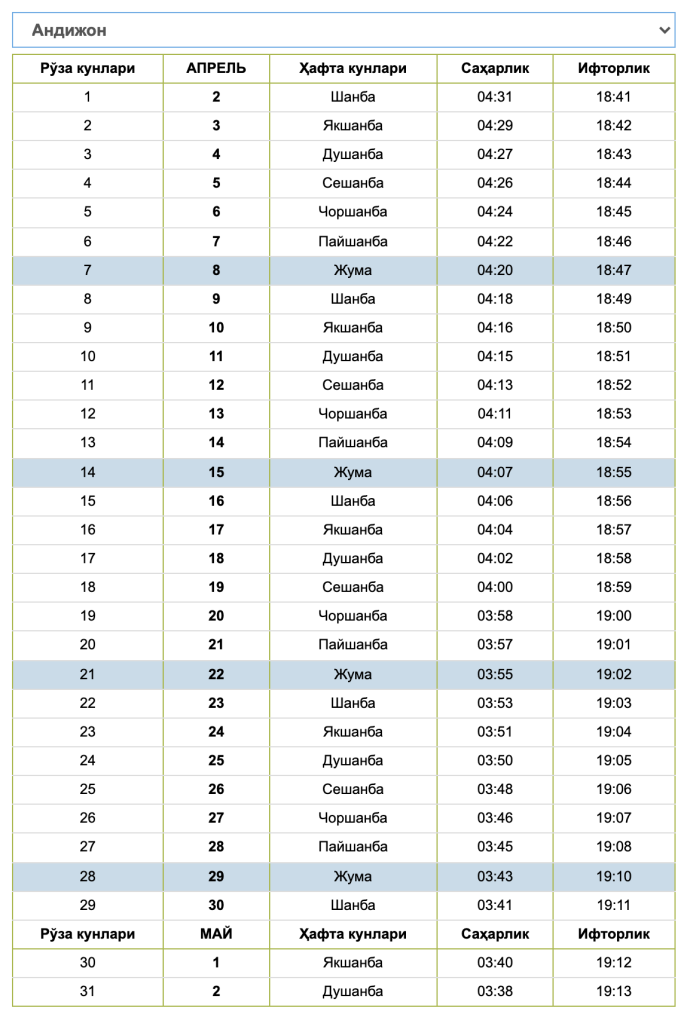 Андижон
Рўза кунлари АПРЕЛЬ Ҳафта кунлари Саҳарлик Ифторлик
1 2 Шанба 04:31 18:41
2 3 Якшанба 04:29 18:42
3 4 Душанба 04:27 18:43
4 5 Сешанба 04:26 18:44
5 6 Чоршанба 04:24 18:45
6 7 Пайшанба 04:22 18:46
7 8 Жума 04:20 18:47
8 9 Шанба 04:18 18:49
9 10 Якшанба 04:16 18:50
10 11 Душанба 04:15 18:51
11 12 Сешанба 04:13 18:52
12 13 Чоршанба 04:11 18:53
13 14 Пайшанба 04:09 18:54
14 15 Жума 04:07 18:55
15 16 Шанба 04:06 18:56
16 17 Якшанба 04:04 18:57
17 18 Душанба 04:02 18:58
18 19 Сешанба 04:00 18:59
19 20 Чоршанба 03:58 19:00
20 21 Пайшанба 03:57 19:01
21 22 Жума 03:55 19:02
22 23 Шанба 03:53 19:03
23 24 Якшанба 03:51 19:04
24 25 Душанба 03:50 19:05
25 26 Сешанба 03:48 19:06
26 27 Чоршанба 03:46 19:07
27 28 Пайшанба 03:45 19:08
28 29 Жума 03:43 19:10
29 30 Шанба 03:41 19:11
Рўза кунлари МАЙ Ҳафта кунлари Саҳарлик Ифторлик
30 1 Якшанба 03:40 19:12
31 2 Душанба 03:38 19:13